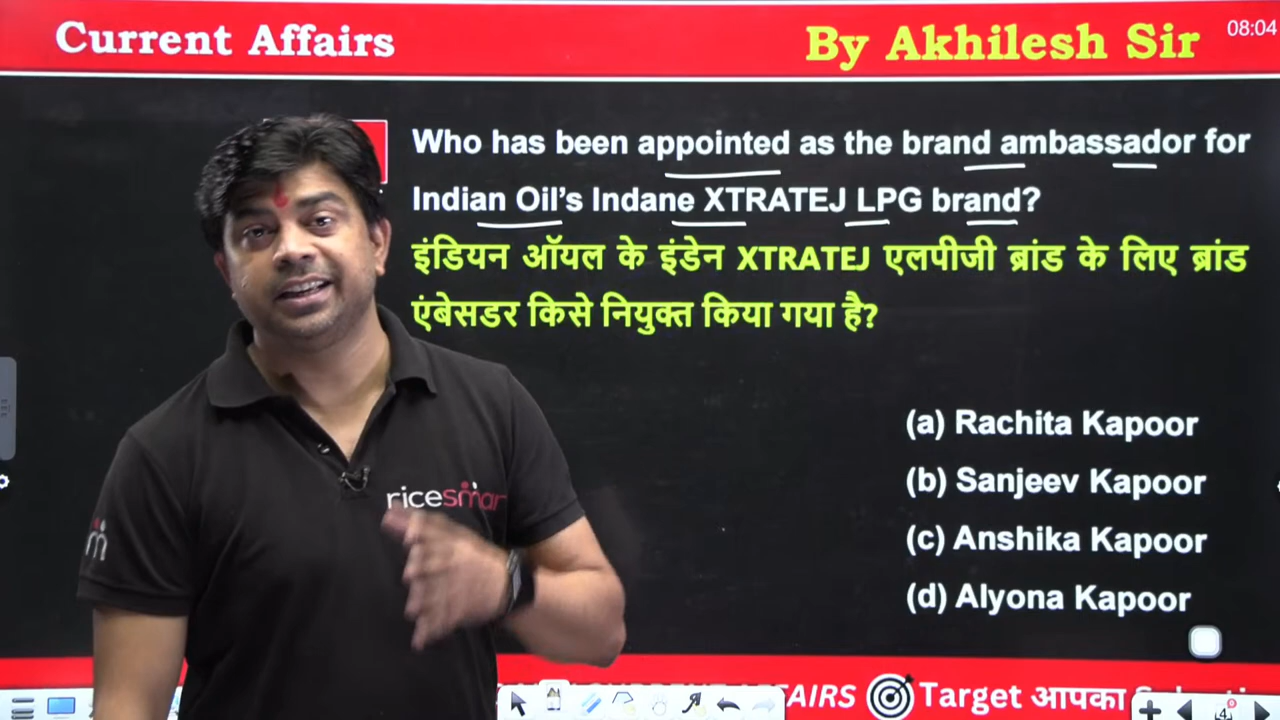 Current Affairs
By Akhilesh Sir
08:04
Who has been appointed as the brand ambassador for
Indian Oil's Indane XTRATEJ LPG brand?
इंडियन ऑयल के इंडेन XTRATEJ एलपीजी ब्रांड के लिए ब्रांड
एंबेसडर किसे नियुक्त किया गया है?
(a) Rachita Kapoor
(b) Sanjeev Kapoor
(c) Anshika Kapoor
(d) Alyona Kapoor
ricesmar
AFFAIRS
Target आपका